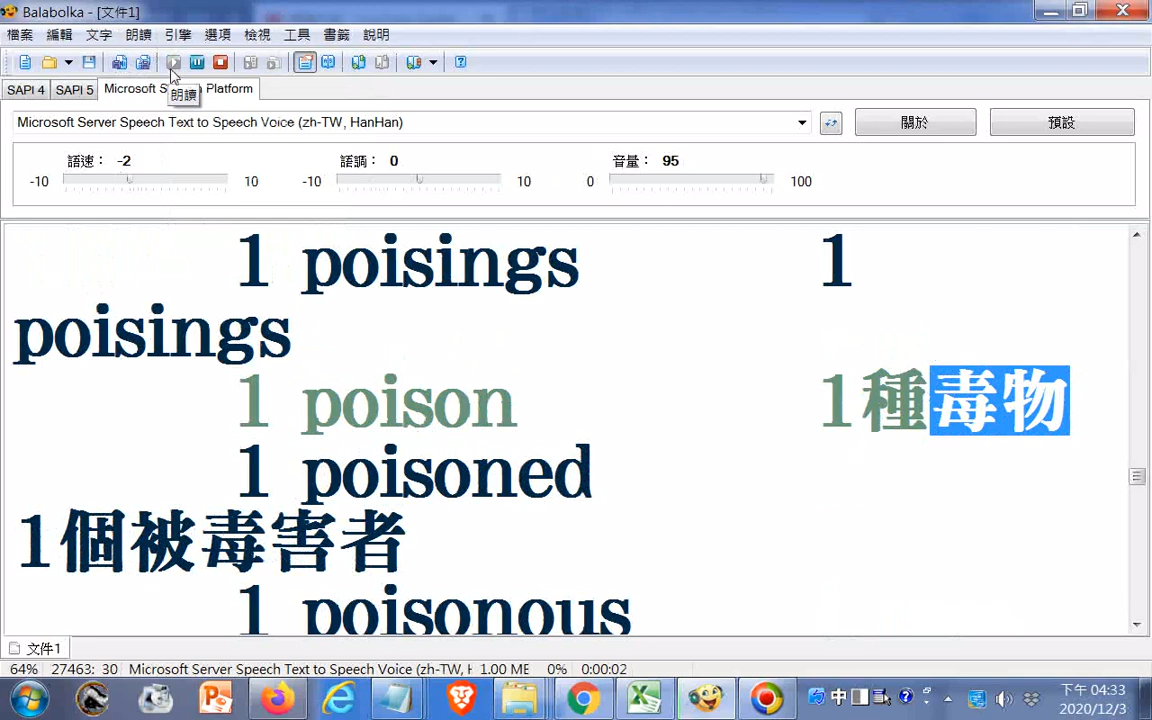 Balabolka - [文件1]
檔案 編輯 文字 朗讀 引擎 選項 檢視 工具 書籤 說明
SAPI 4 SAPI 5 Microsoft S Platform
朗讀
Microsoft Server Speech Text to Speech Voice (zh-TW, HanHan) 關於 預設
語速： -2 語調： 0 音量： 95
-10 10 -10 10 0 100
1 poisings 1
poisings
1 poison 1種毒物
1 poisoned
1個被毒害者
1 poisonous
文件1
64% 27463: 30 Microsoft Server Speech Text to Speech Voice (zh-TW, H 1.00 ME 0% 0:00:02
中 下午 04:33
2020/12/3